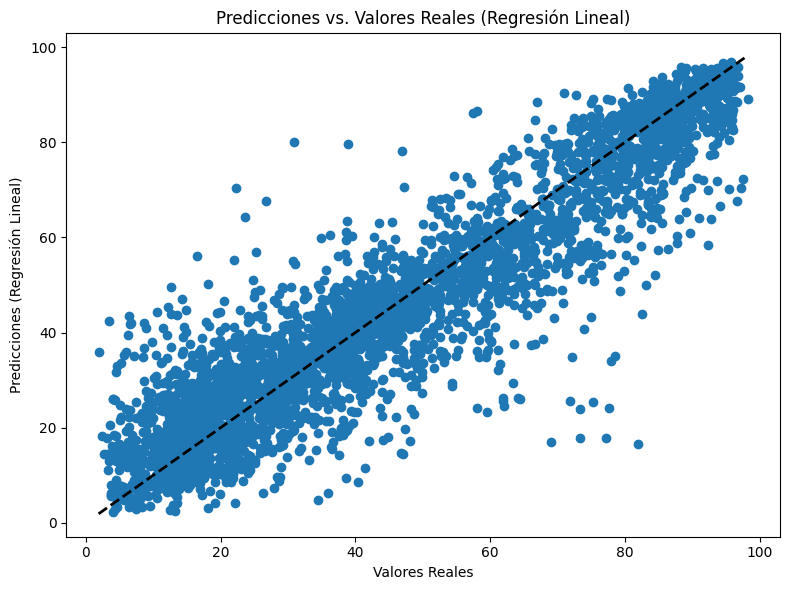 Predicciones vs. Valores Reales (Regresión Lineal)
Predicciones (Regresión Lineal)
100
80
60
40
20
0
0 20 40 60 80 100
Valores Reales